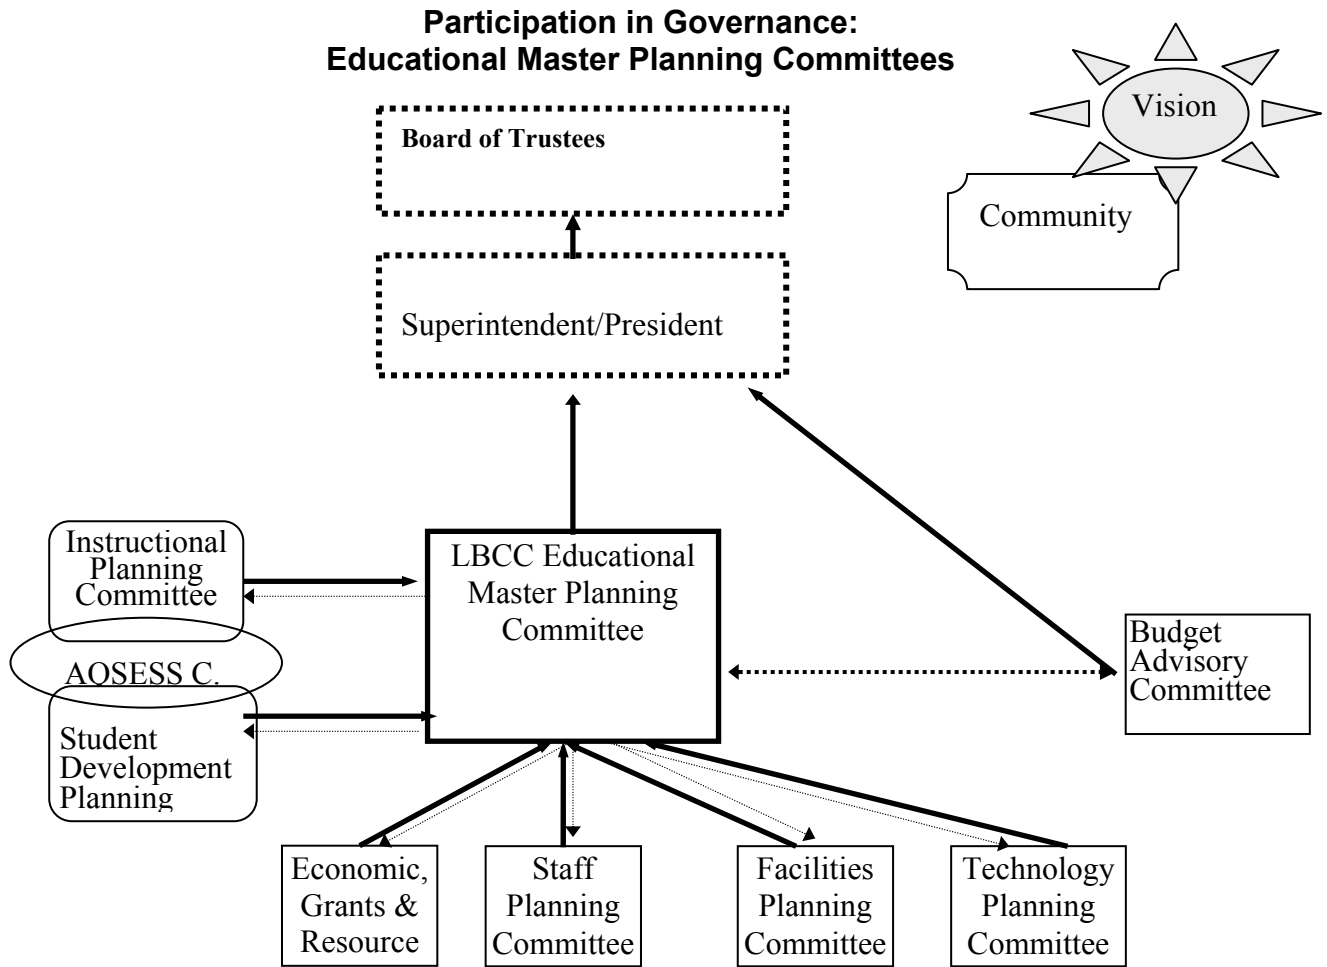 Participation in Governance:
Educational Master Planning Committees
Vision
Board of Trustees
Community
Superintendent/President
Instructional
Planning
Committee
LBCC Educational
Master Planning
Committee
Budget
Advisory
Committee
AOSESS C.
Student
Development
Planning
Economic,
Grants &
Resource
Staff
Planning
Committee
Facilities
Planning
Committee
Technology
Planning
Committee